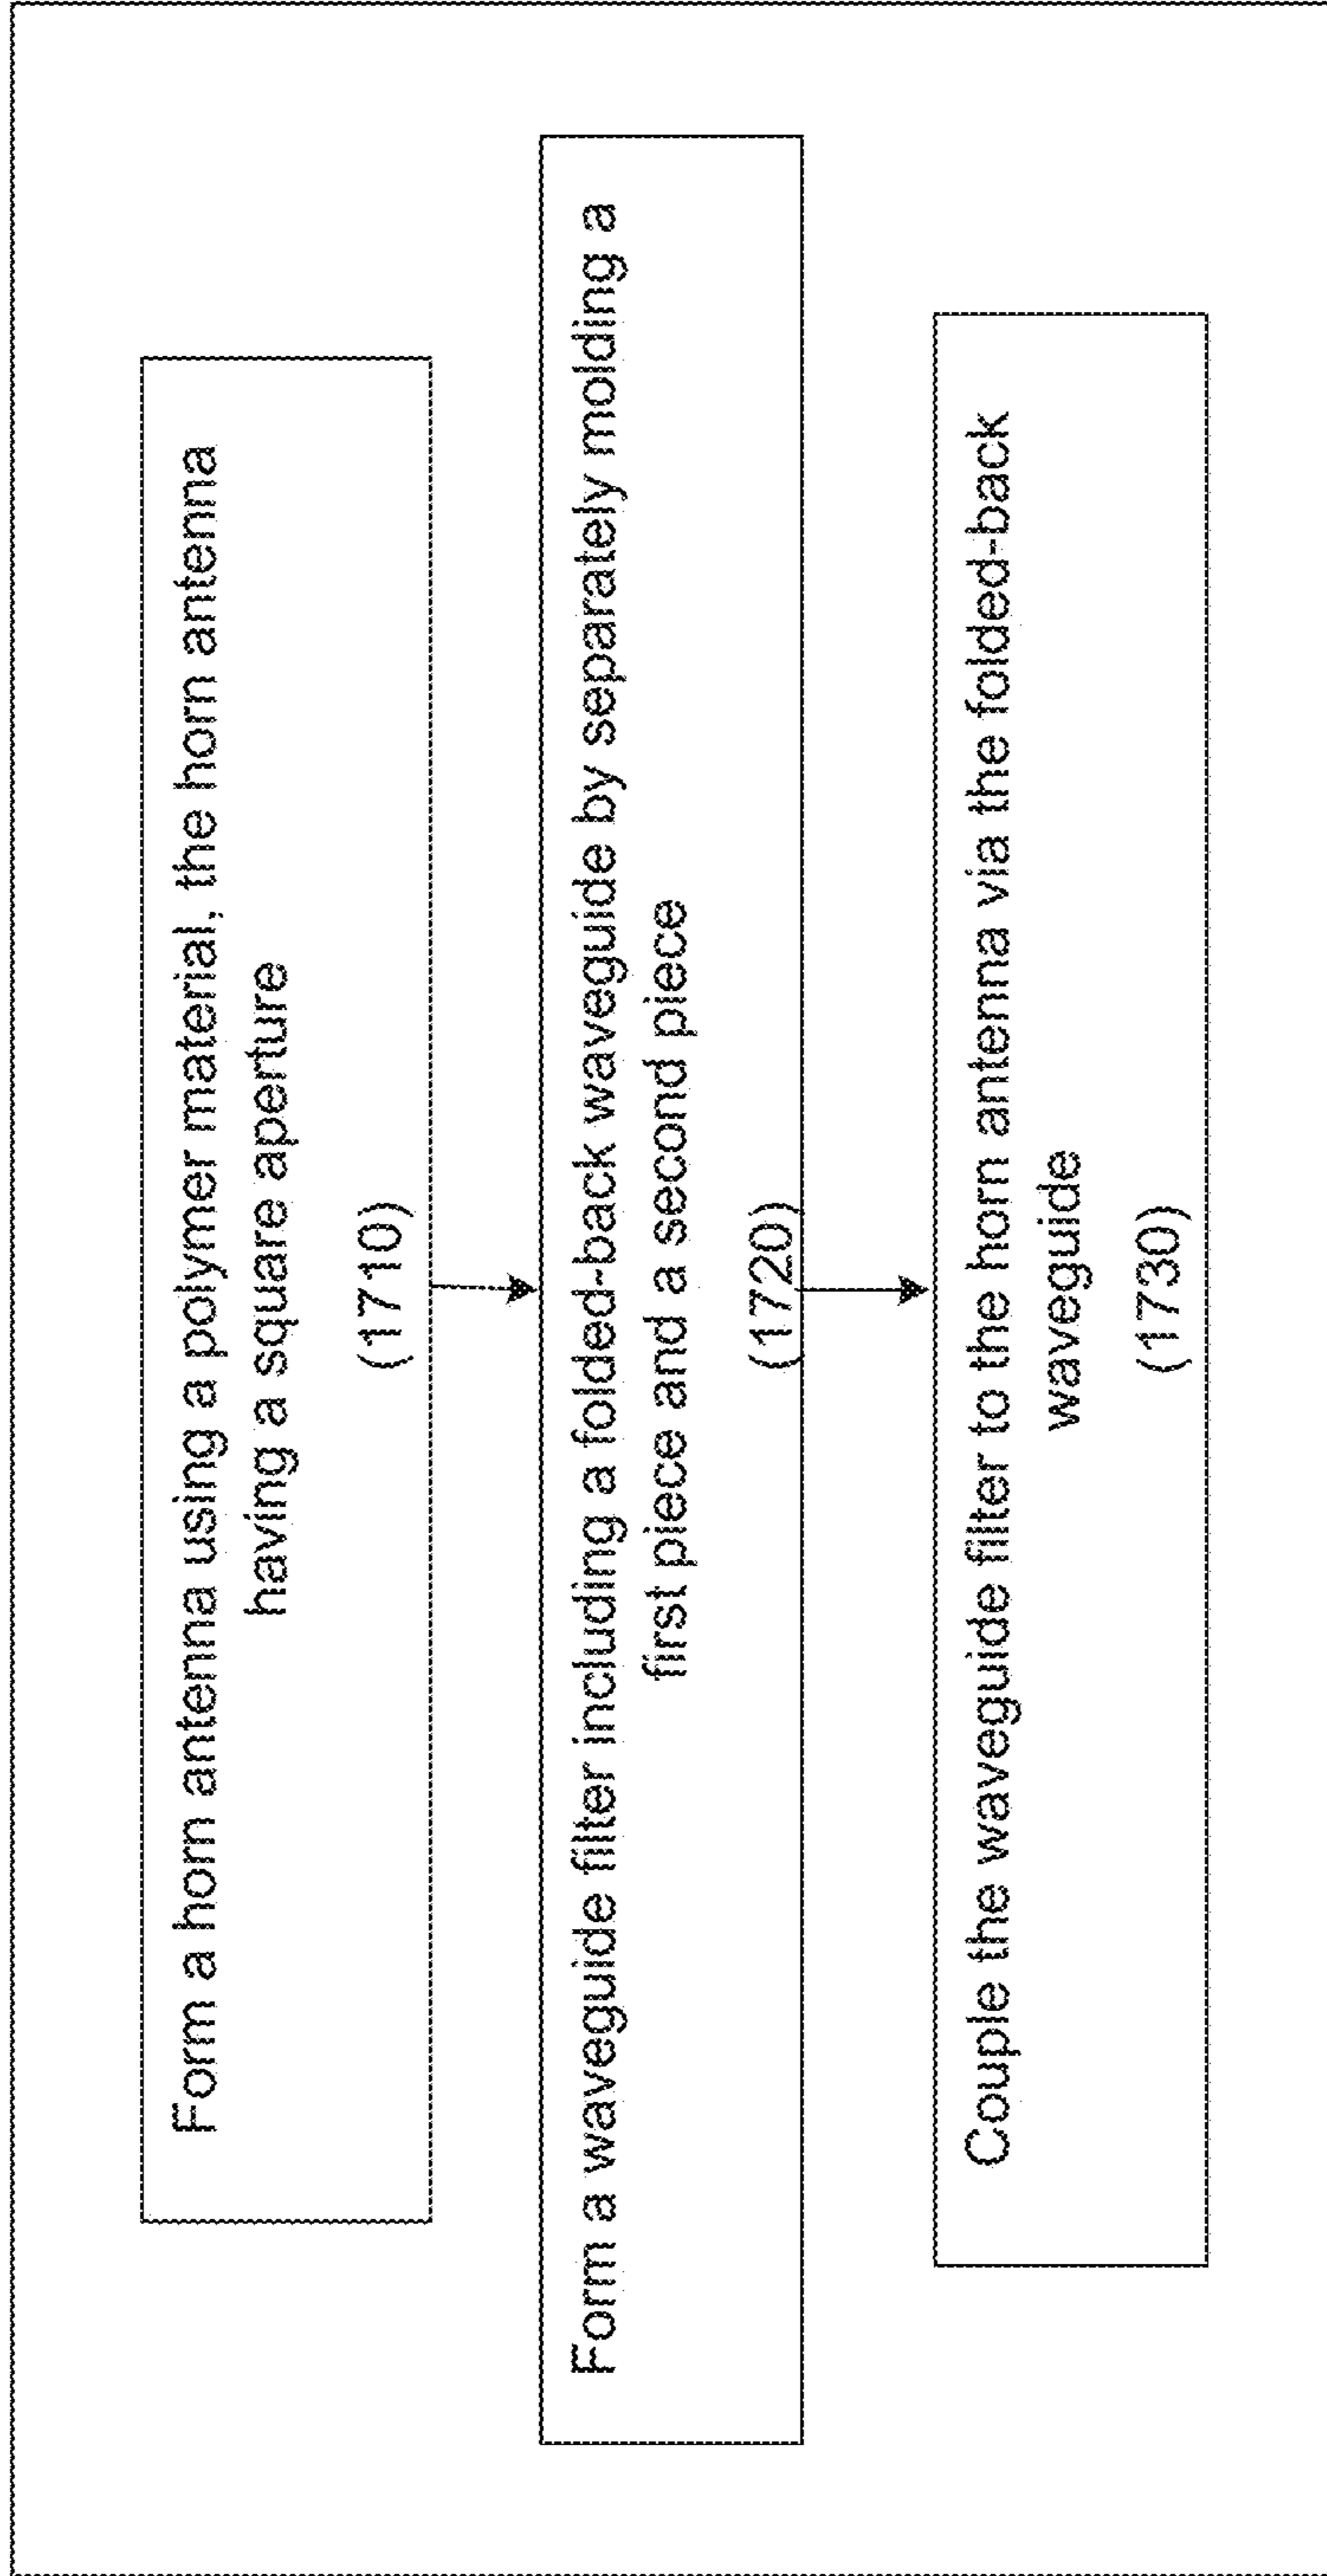 Form a horn antenna using a polymer material, the horn antenna
having a square aperture
(1710)
Form a waveguide filter including a folded-back waveguide by separately molding a
first piece and a second piece
(1720)
Couple the waveguide filter to the horn antenna via the folded-back
waveguide
(1730)